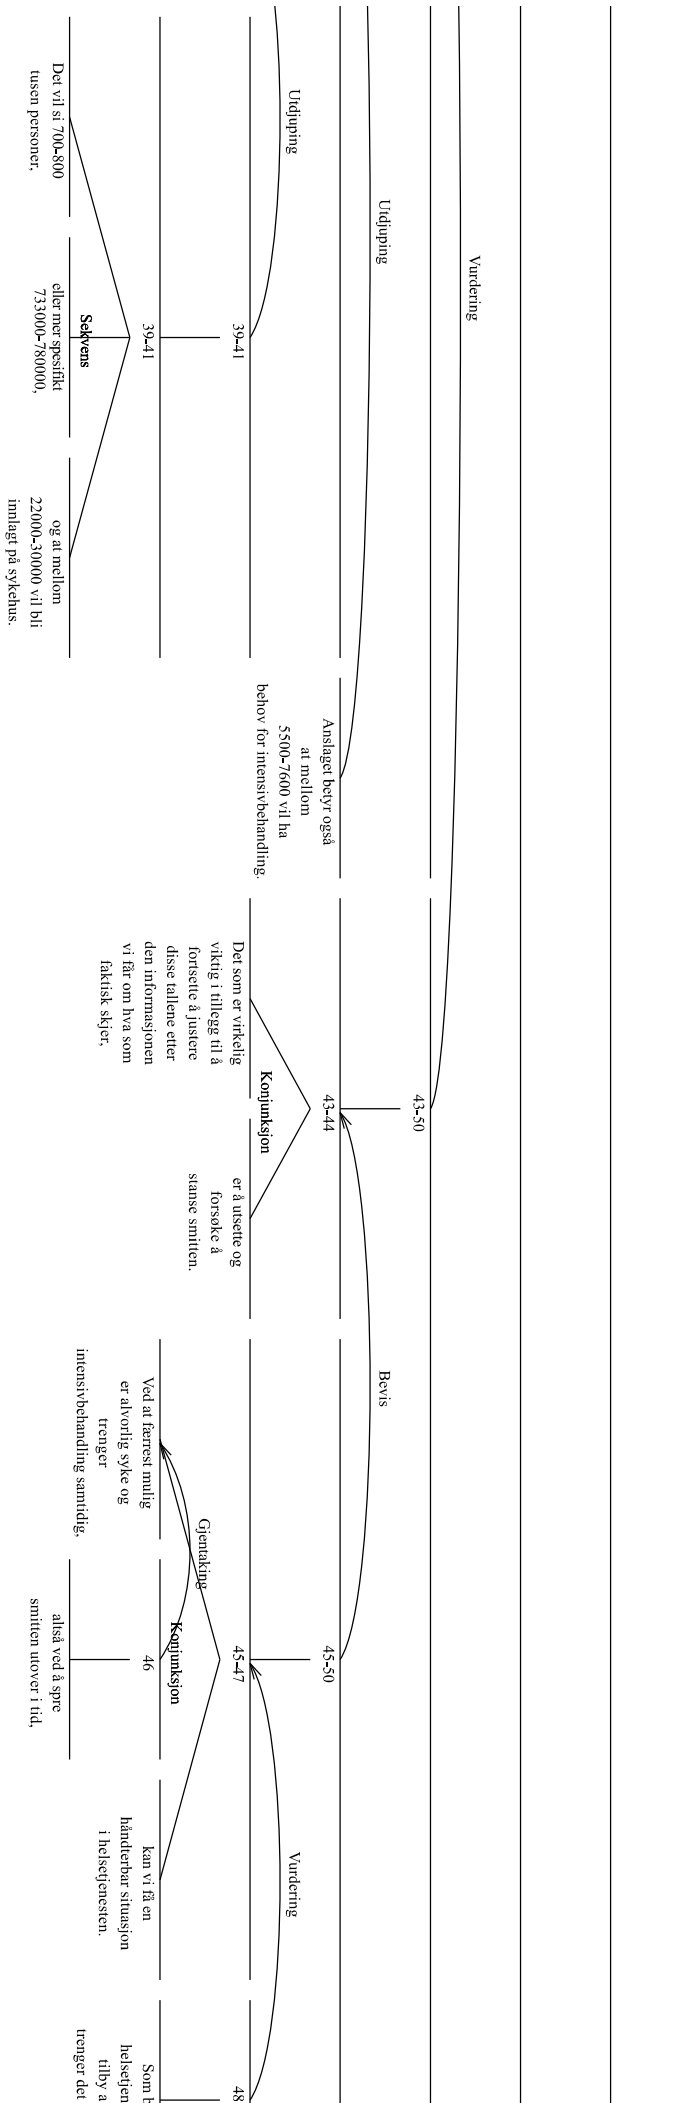 Vurdering
Utdjuping
Utdjuping
39-41
39-41
Sekvens
Det vil si 700-800
tusen personer,
eller mer spesifikt
733000-780000,
og at mellom
22000-30000 vil bli
innlagt på sykehus.
Anslaget betyr også
at mellom
5500-7600 vil ha
behov for intensivbehandling.
43-50
43-44
Konjunksjon
Det som er virkelig
viktig i tillegg til å
fortsette å justere
disse tallene etter
den informasjonen
vi får om hva som
faktisk skjer,
er å utsette og
forsøke å
stanse smitten.
Bevis
45-50
45-47
Gjentaking
Konjunksjon
Ved at færrest mulig
er alvorlig syke og
trenger
intensivbehandling samtidig,
46
altså ved å spre
smitten utover i tid,
kan vi få en
håndterbar situasjon
i helsetjenesten.
Vurdering
48
Som
helsetjen
tilby a
trenger det